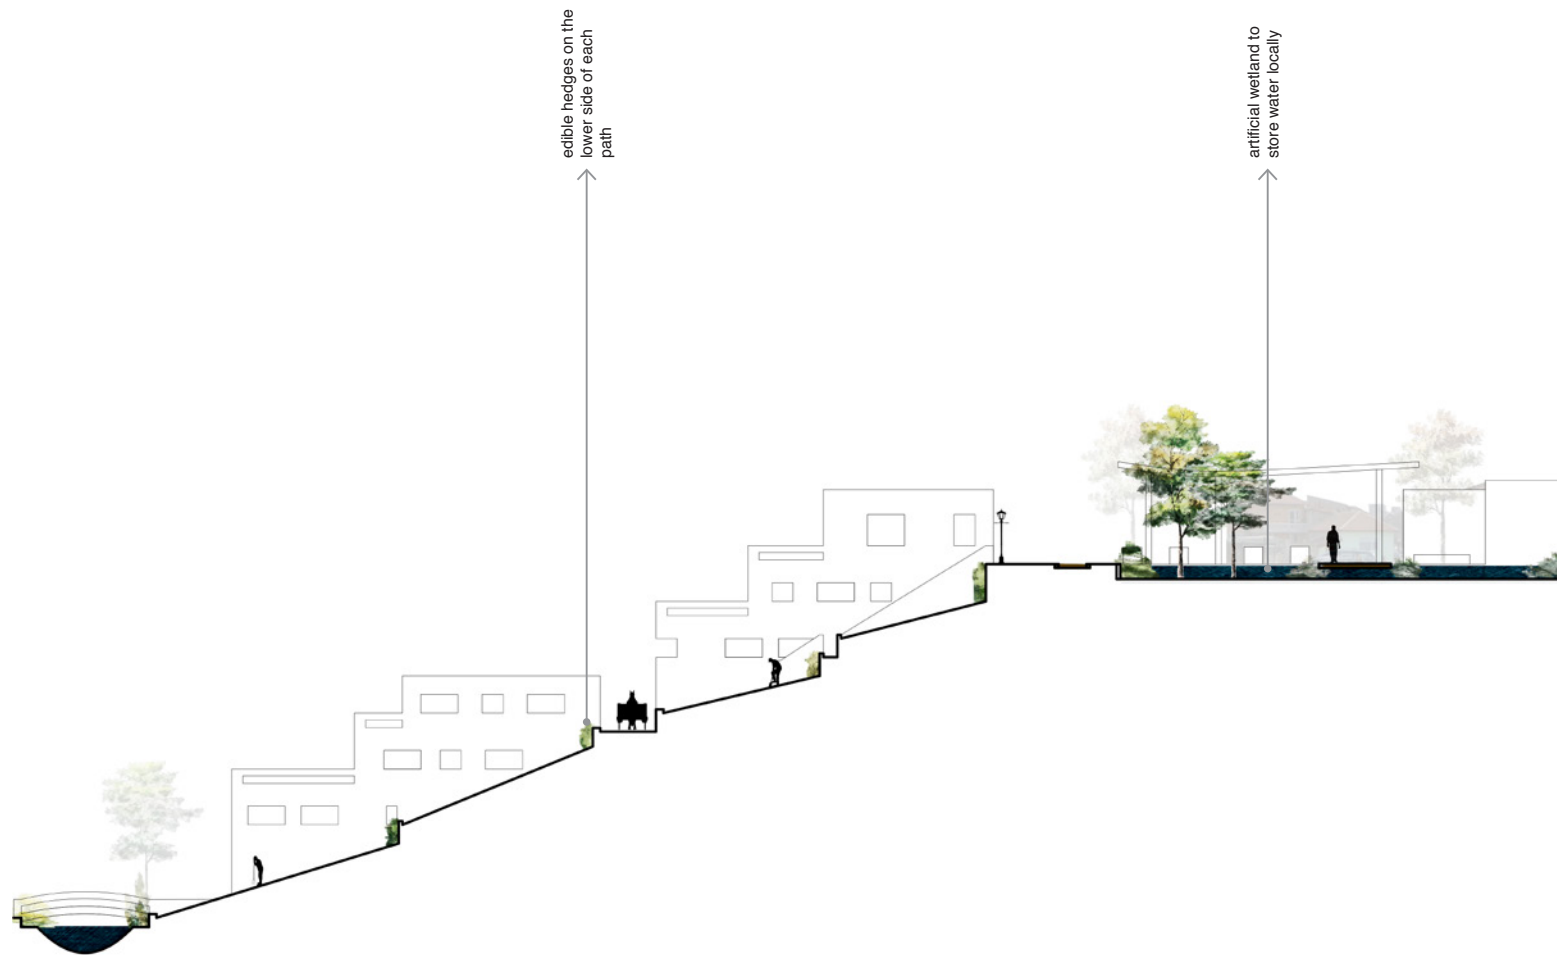 edible hedges on the
lower side of each
path
artificial wetland to
store water locally